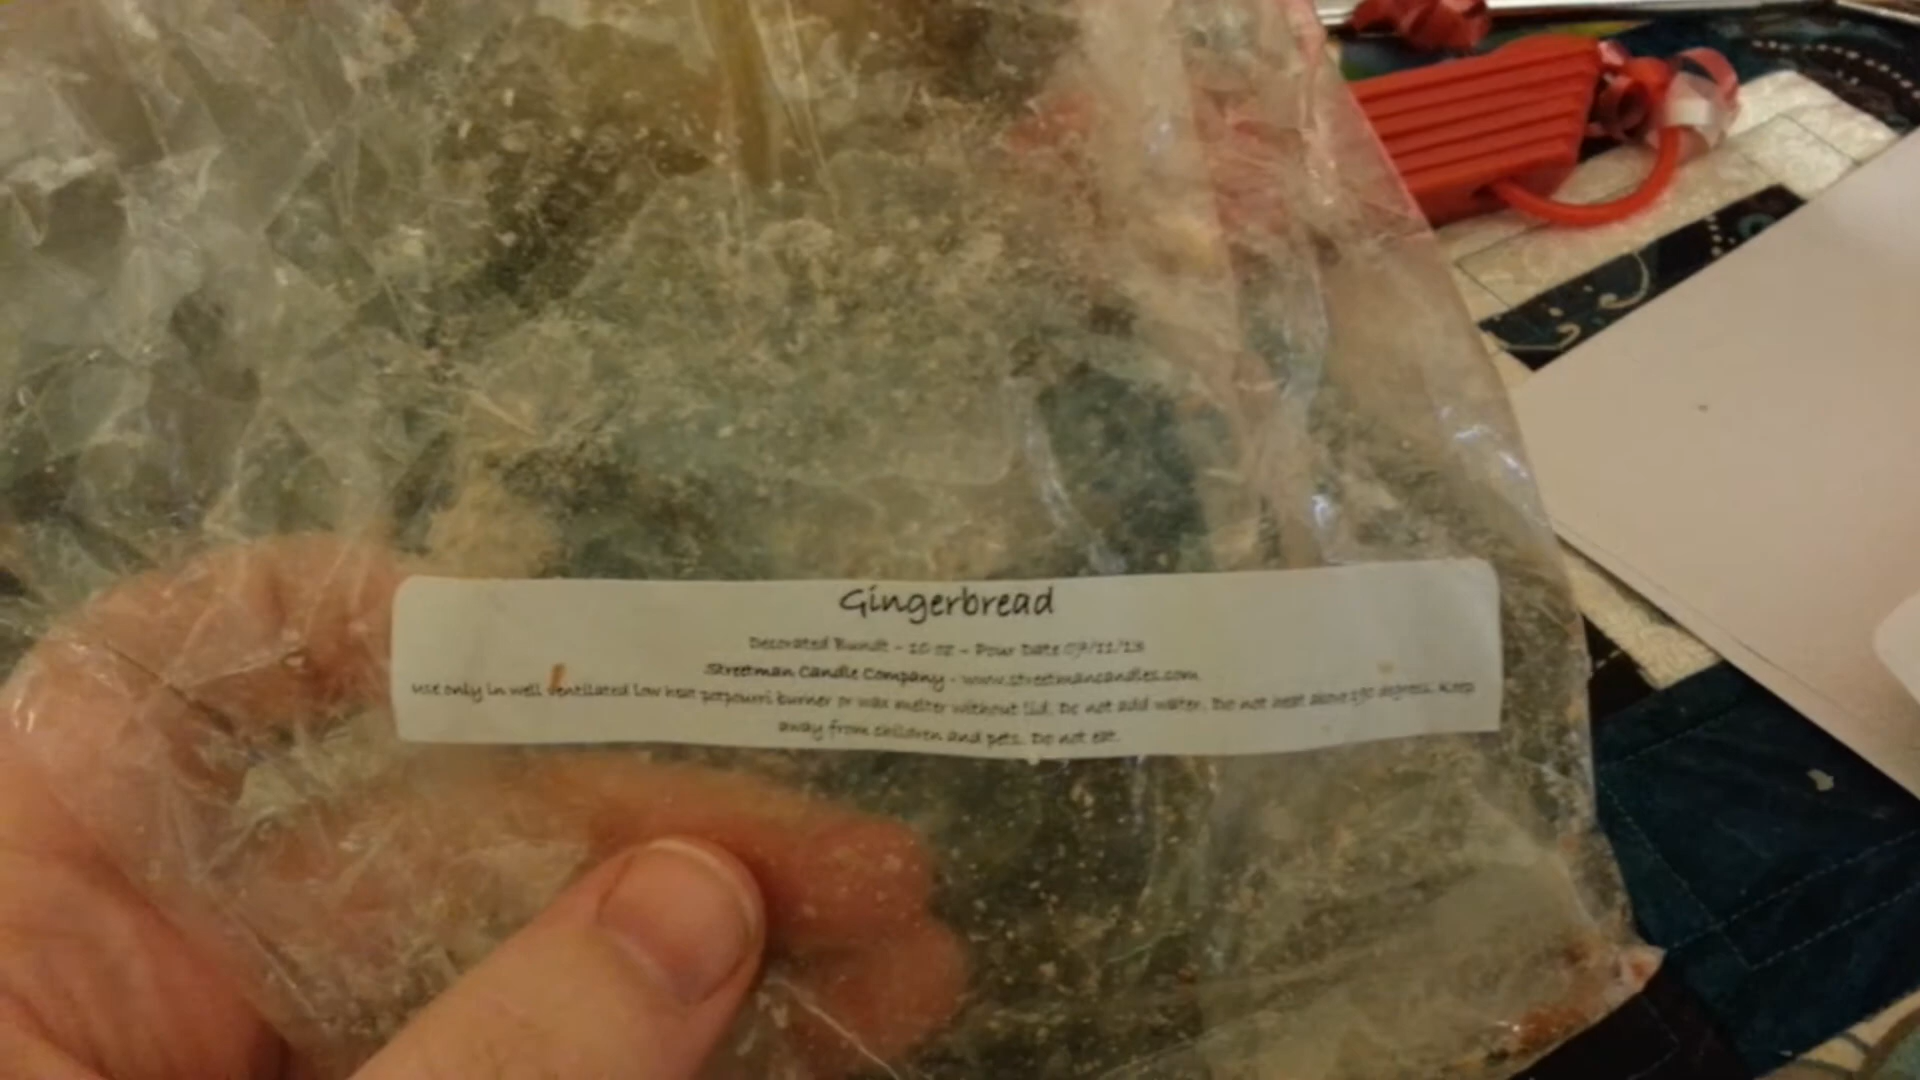 Gingerbread
Decorated Bundt - 10 oz - Pour Date
Streetman Candle Company - www.streetmancandles.com
use only in well ventilated low heat potpourri burner or wax melter without lid. Do not add water. Do not heat above degrees. Keep
away from children and pets. Do not eat.